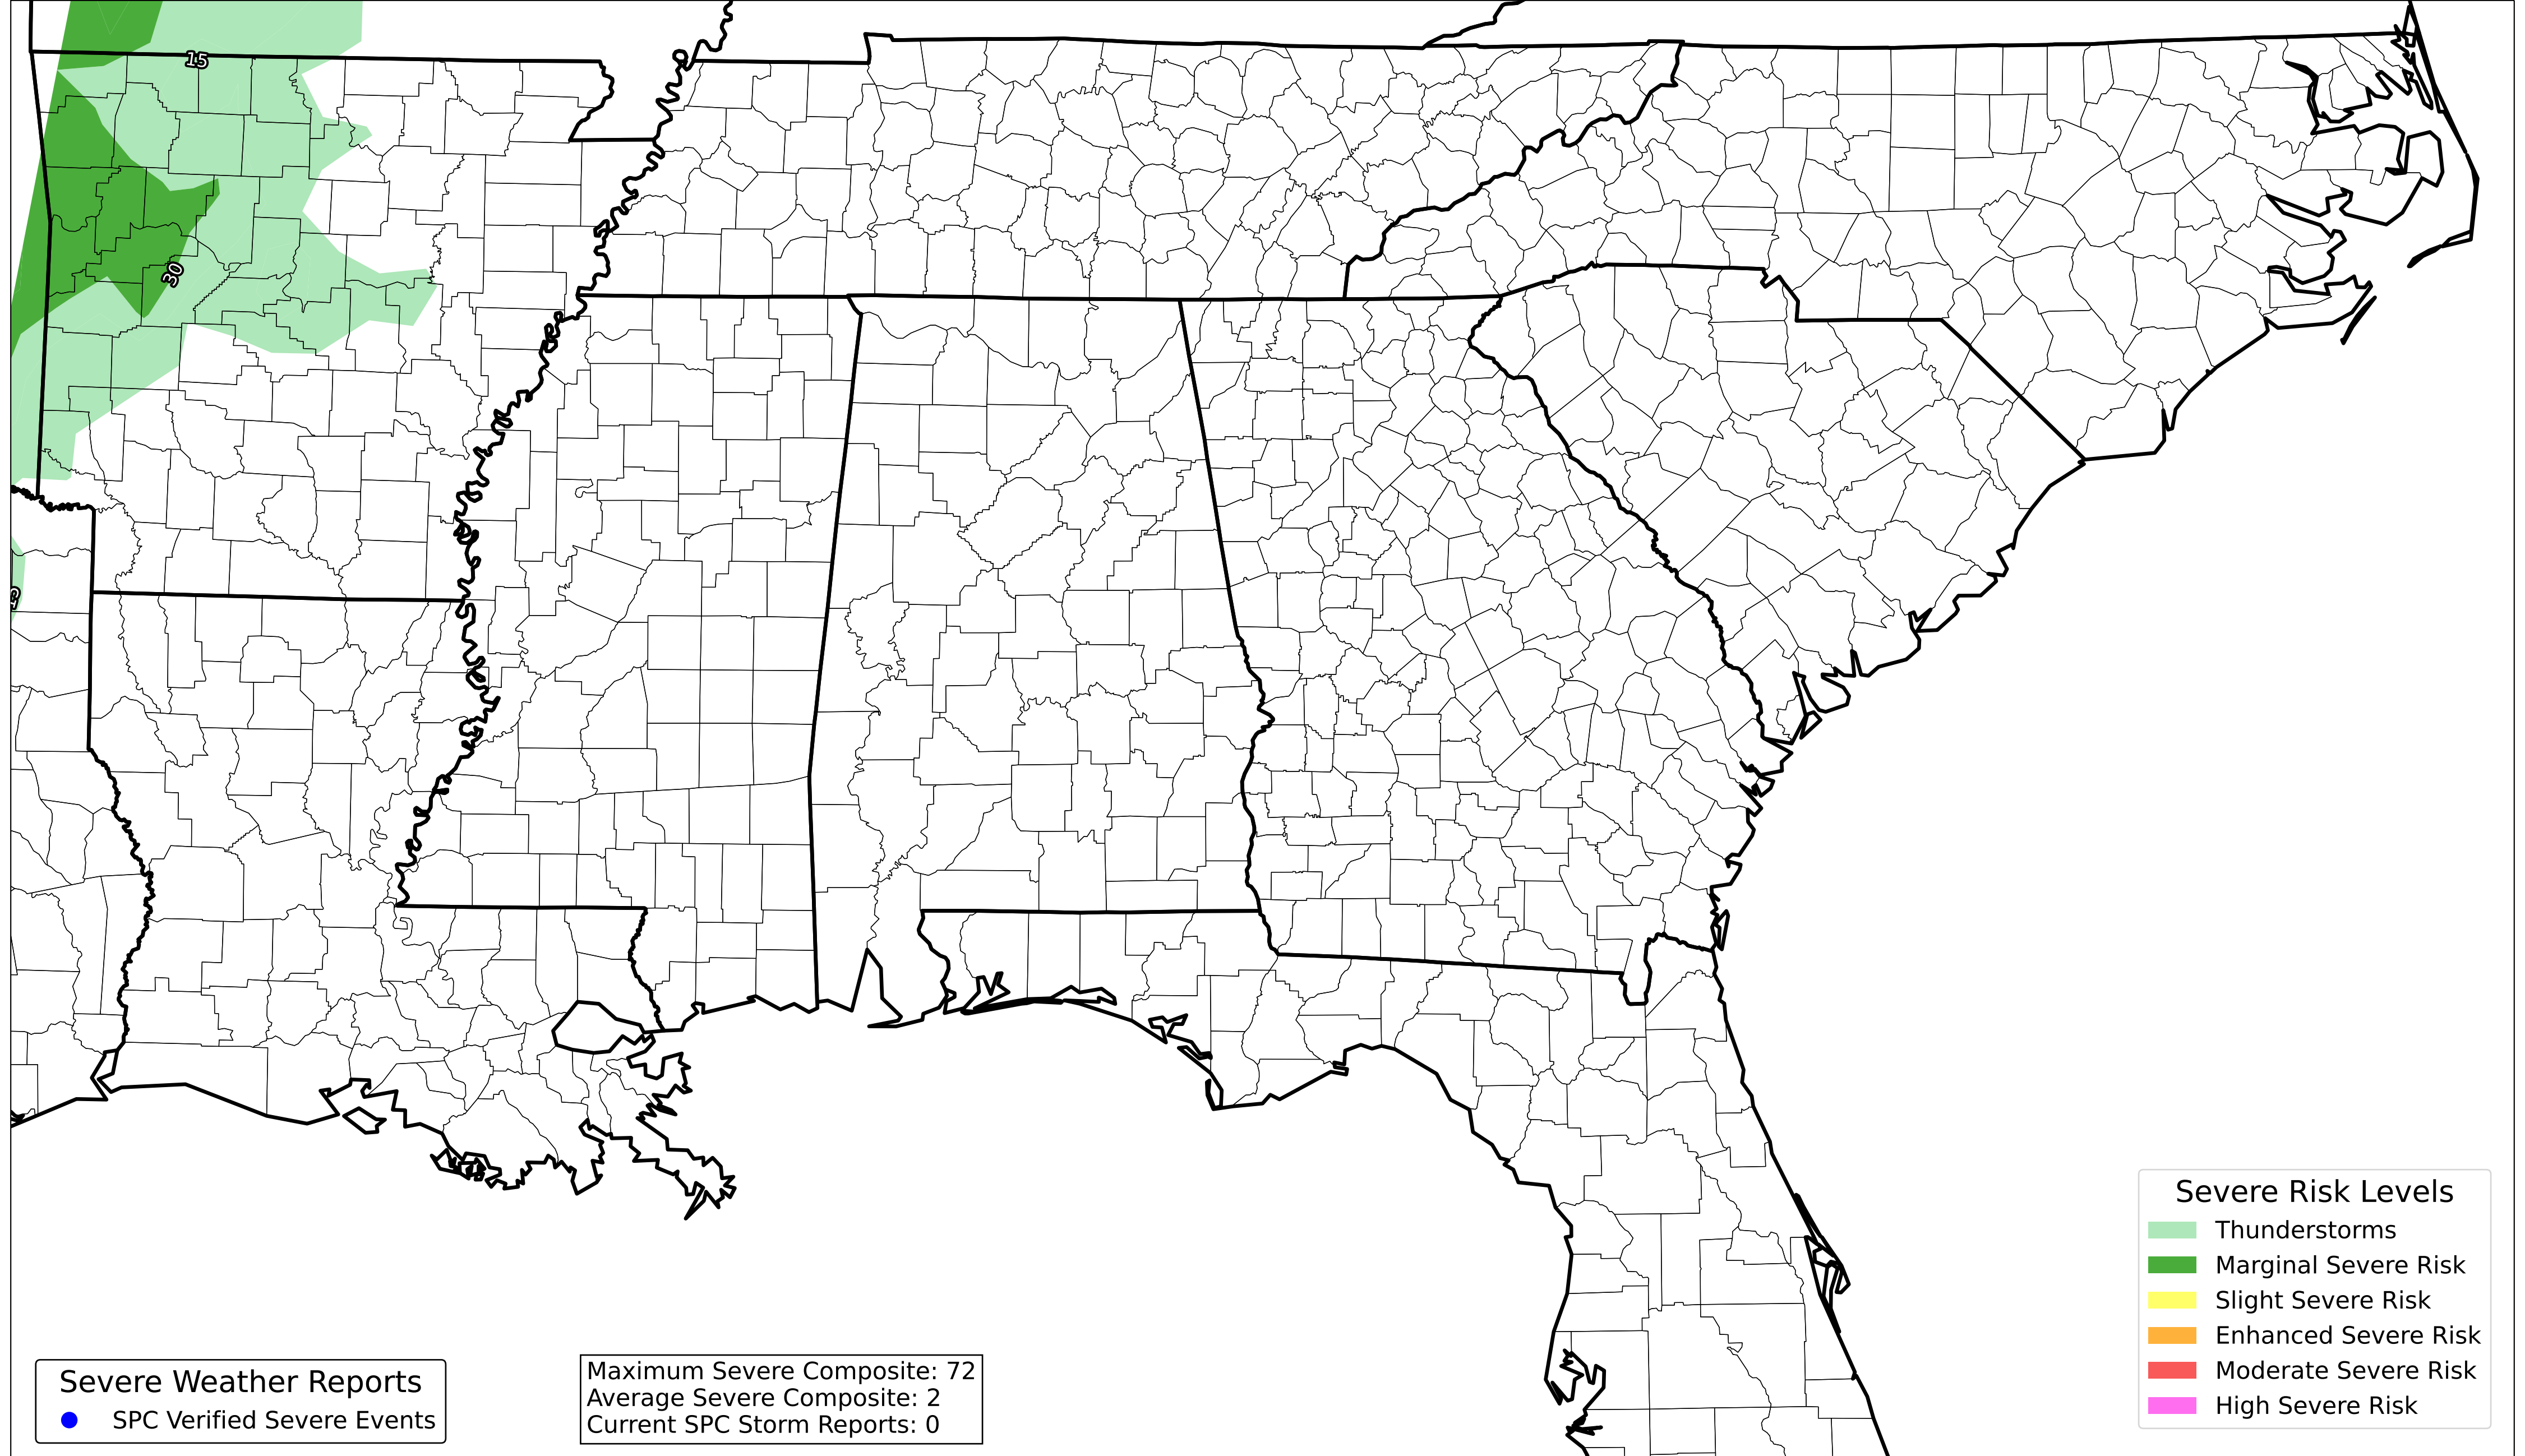 15
30
Severe Weather Reports
SPC Verified Severe Events
Maximum Severe Composite: 72
Average Severe Composite: 2
Current SPC Storm Reports: 0
Severe Risk Levels
Thunderstorms
Marginal Severe Risk
Slight Severe Risk
Enhanced Severe Risk
Moderate Severe Risk
High Severe Risk